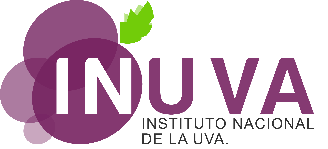 INUVA
INSTITUTO NACIONAL
DE LA UVA.